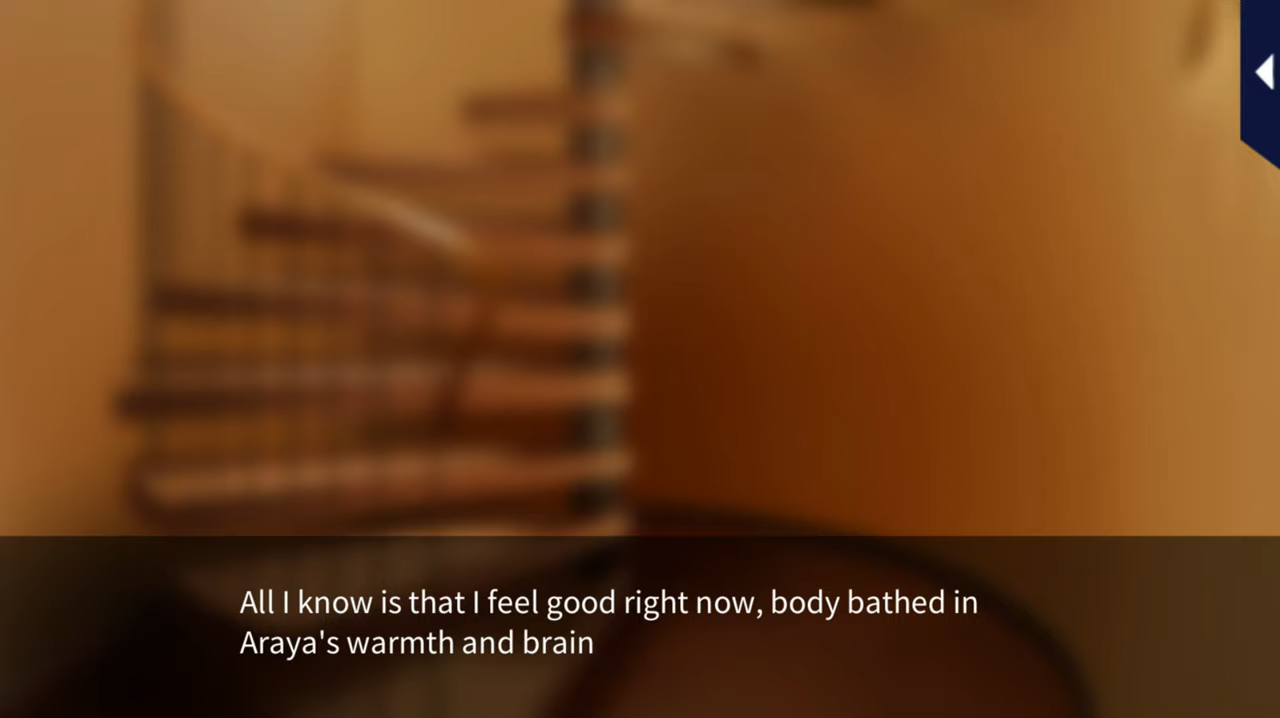 All I know is that I feel good right now, body bathed in
Araya's warmth and brain